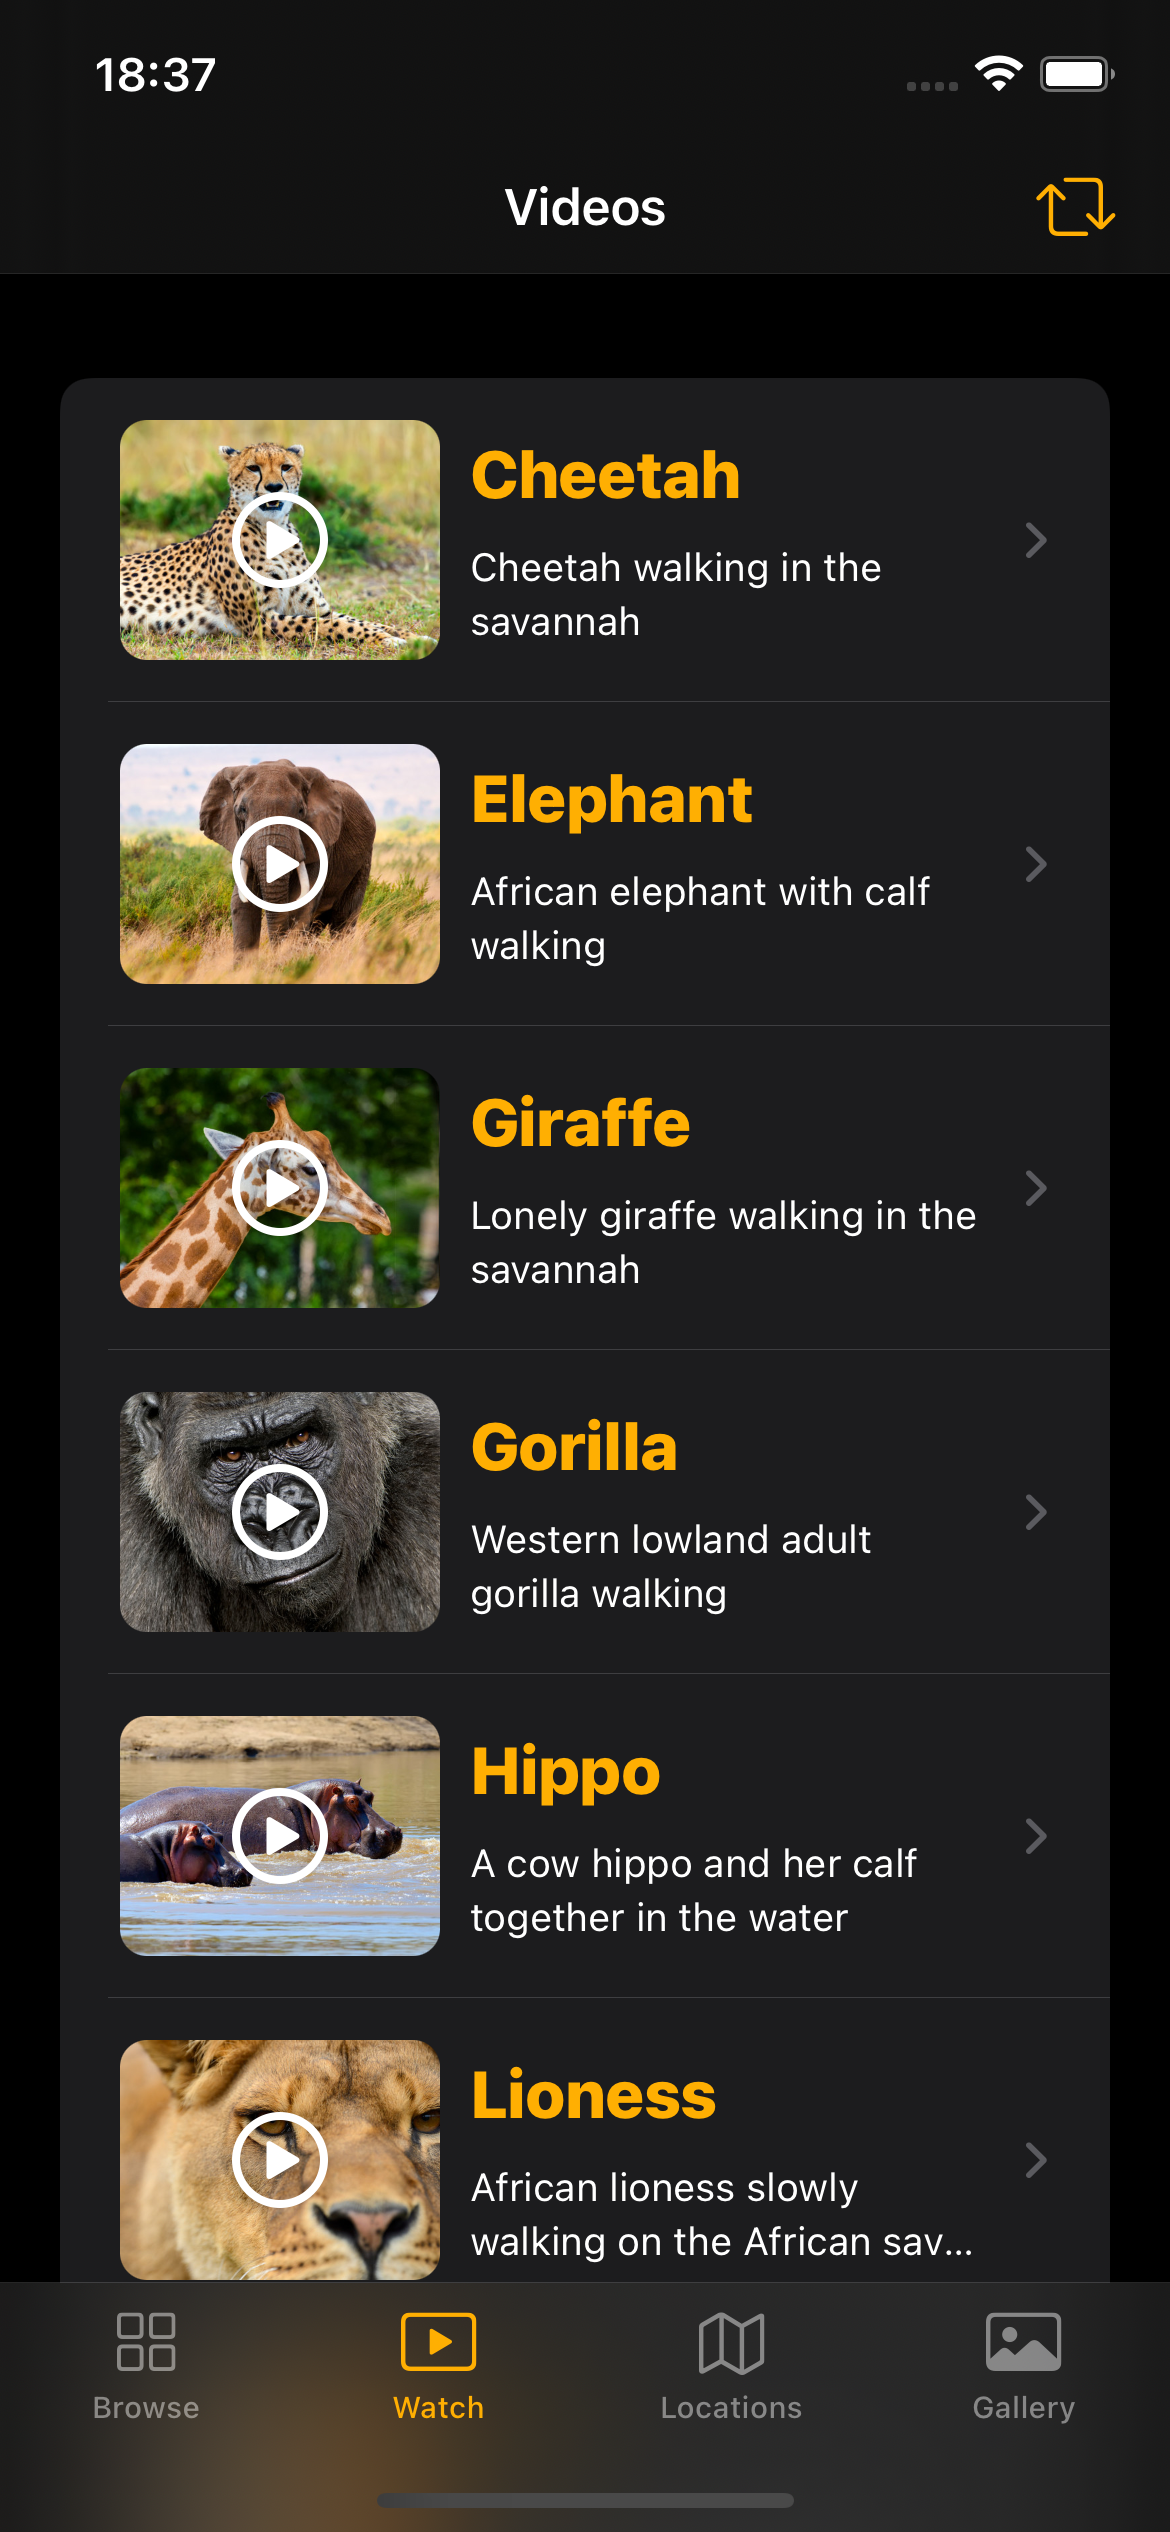 18:37
Videos
Cheetah
Cheetah walking in the
savannah
Elephant
African elephant with calf
walking
Giraffe
Lonely giraffe walking in the
savannah
Gorilla
Western lowland adult
gorilla walking
Hippo
A cow hippo and her calf
together in the water
Lioness
African lioness slowly
walking on the African sav...
Browse
Watch
Locations
Gallery